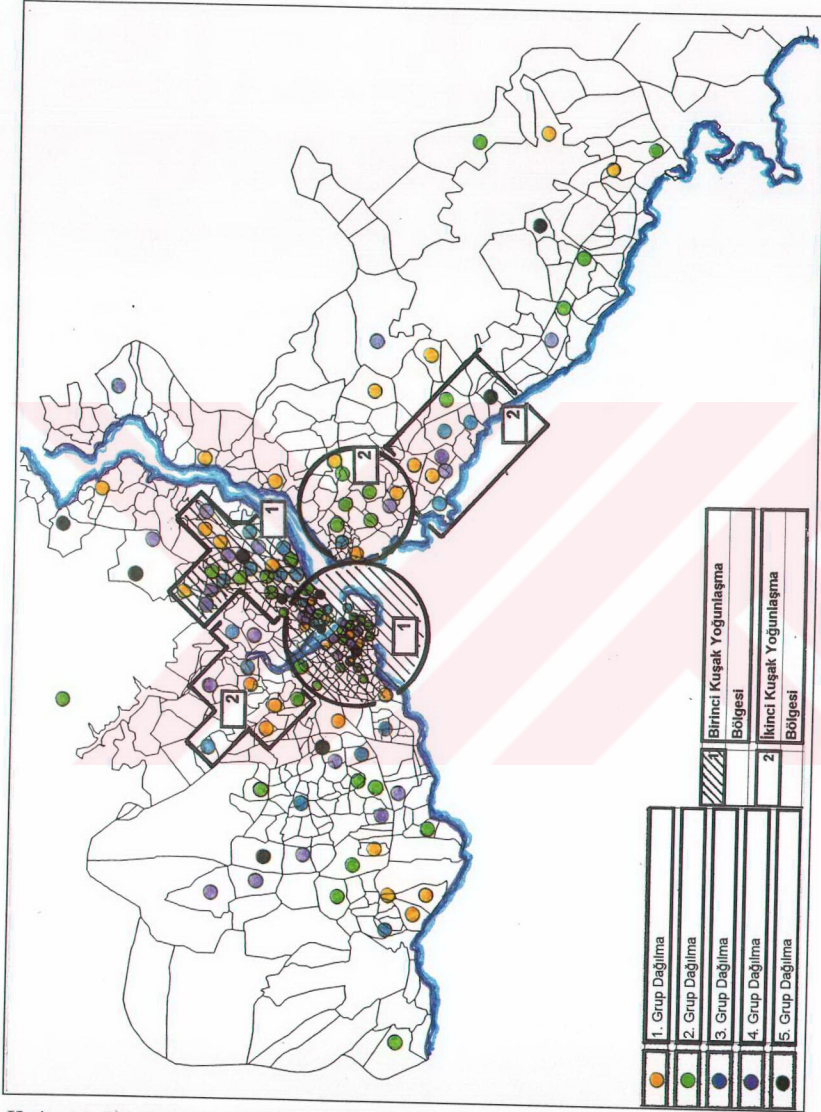 1
2
2
2
1
1. Grup Dağılma
2. Grup Dağılma
3. Grup Dağılma
4. Grup Dağılma
5. Grup Dağılma
1
Birinci Kuşak Yoğunlaşma
Bölgesi
2
İkinci Kuşak Yoğunlaşma
Bölgesi